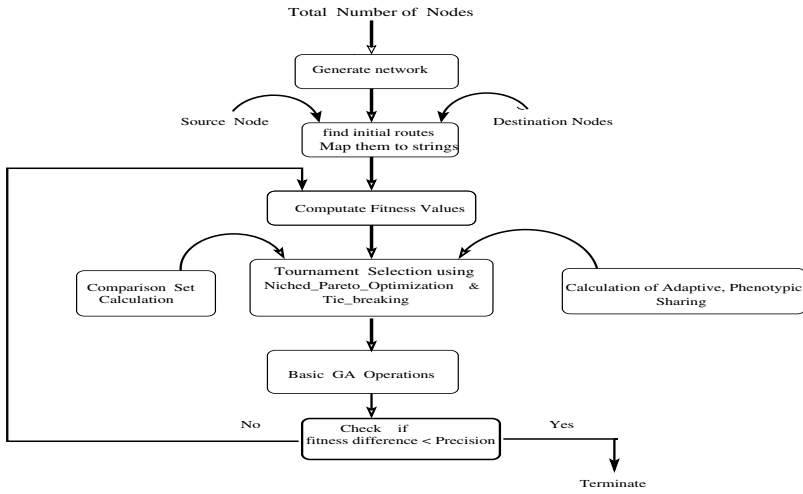 Total Number of Nodes
Generate network
Source Node
Destination Nodes
find initial routes
Map them to strings
Computate Fitness Values
Comparison Set
Calculation
Tournament Selection using
Niched_Pareto_Optimization &
Tie_breaking
Calculation of Adaptive, Phenotypic
Sharing
Basic GA Operations
No
Check if
fitness difference < Precision
Yes
Terminate